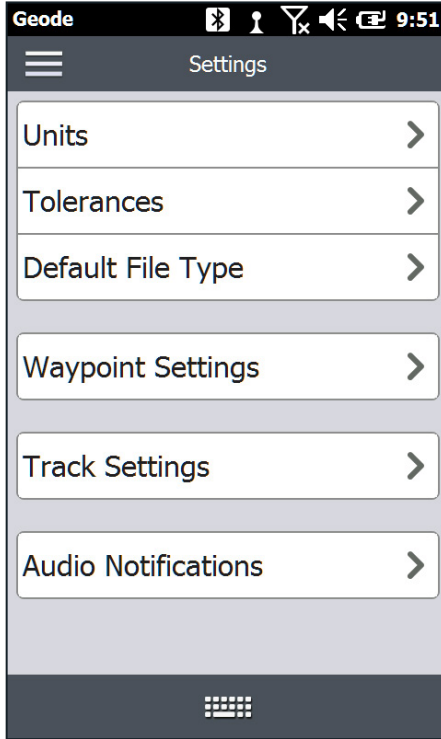 Geode 9:51
Settings
Units
Tolerances
Default File Type
Waypoint Settings
Track Settings
Audio Notifications